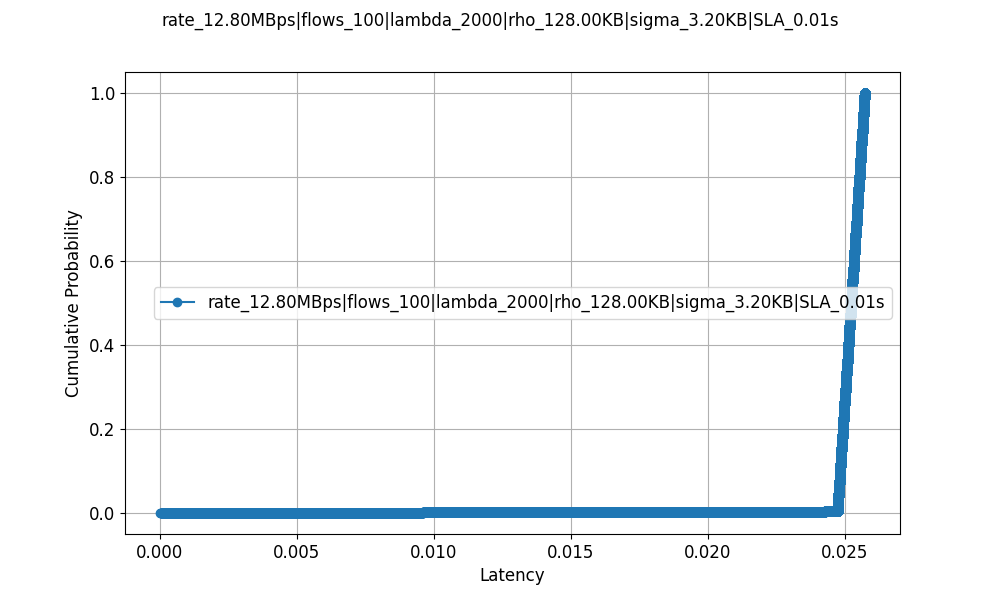 rate_12.80MBps|flows_100|lambda_2000|rho_128.00KB|sigma_3.20KB|SLA_0.01s
1.0
0.8
0.6
0.4
0.2
0.0
Cumulative Probability
rate_12.80MBps|flows_100|lambda_2000|rho_128.00KB|sigma_3.20KB|SLA_0.01s
0.000 0.005 0.010 0.015 0.020 0.025
Latency